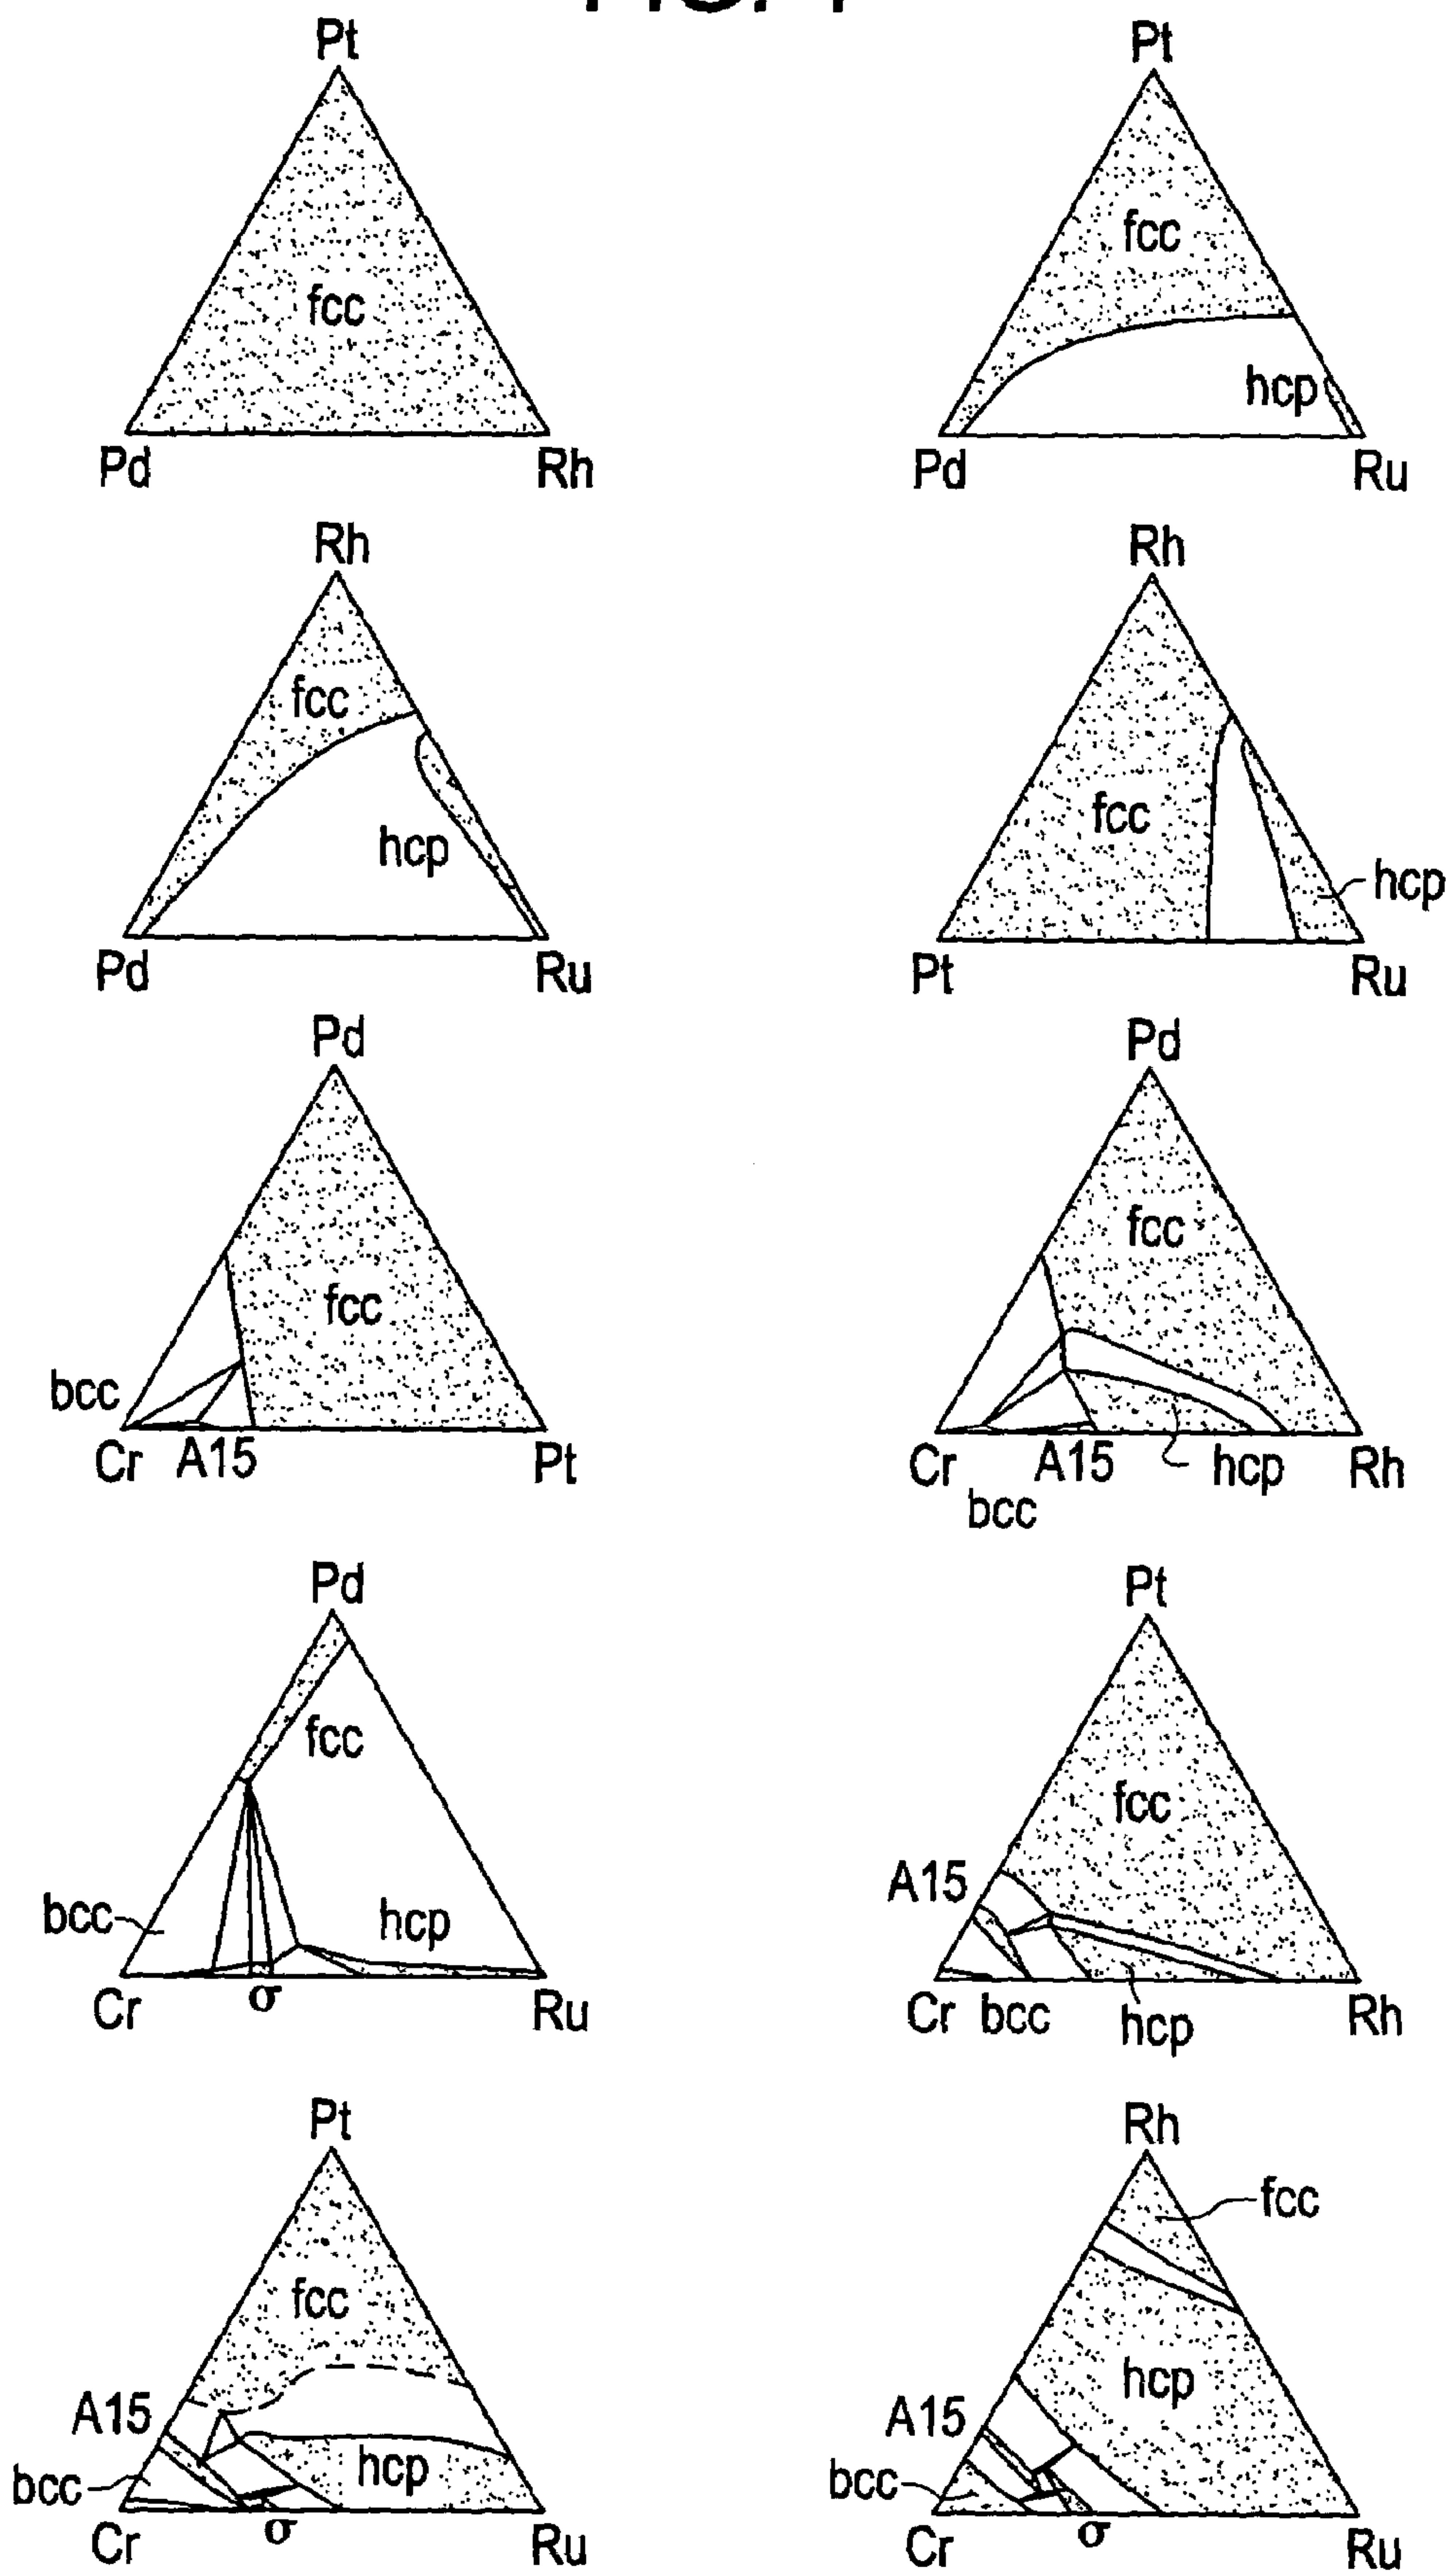 Pt
Pt
fcc
fcc
hcp
Pd
Rh
Pd
Ru
Rh
Rh
fcc
fcc
hcp
hcp
Pd
Ru
Pt
Ru
Pd
Pd
fcc
fcc
bcc
Cr
A15
Pt
Cr
A15
hcp
Rh
bcc
Pd
Pt
fcc
fcc
A15
bcc
hcp
Cr
σ
Ru
Cr
bcc
hcp
Rh
Pt
Rh
fcc
fcc
hcp
A15
A15
hcp
bcc
bcc
Cr
σ
Ru
Cr
σ
Ru